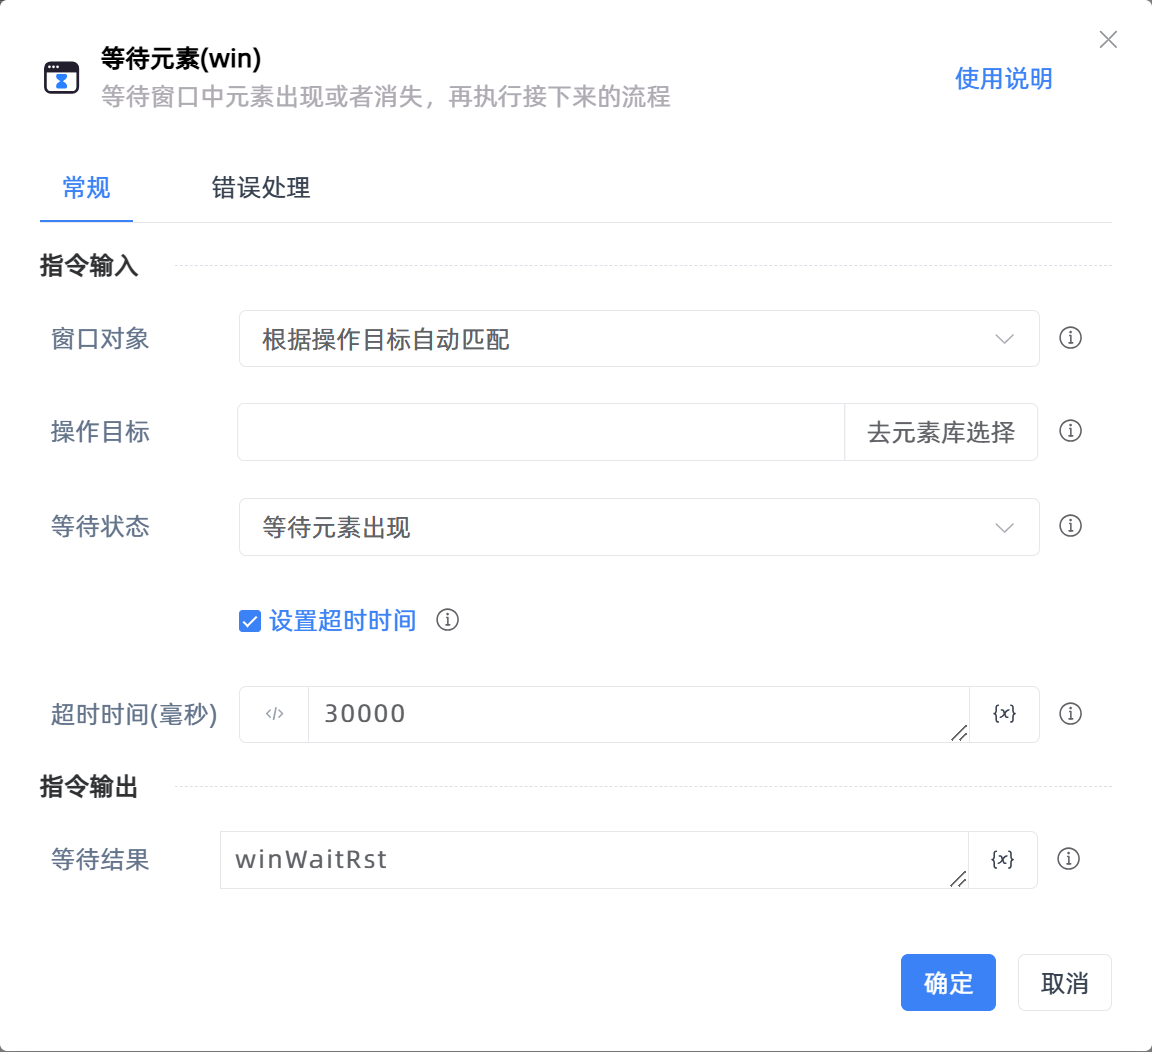 等待元素(win)
等待窗口中元素出现或者消失，再执行接下来的流程
使用说明
常规
错误处理
指令输入
窗口对象
根据操作目标自动匹配
操作目标
去元素库选择
等待状态
等待元素出现
设置超时时间
超时时间(毫秒)
</>
30000
{x}
指令输出
等待结果
winWaitRst
{x}
确定
取消